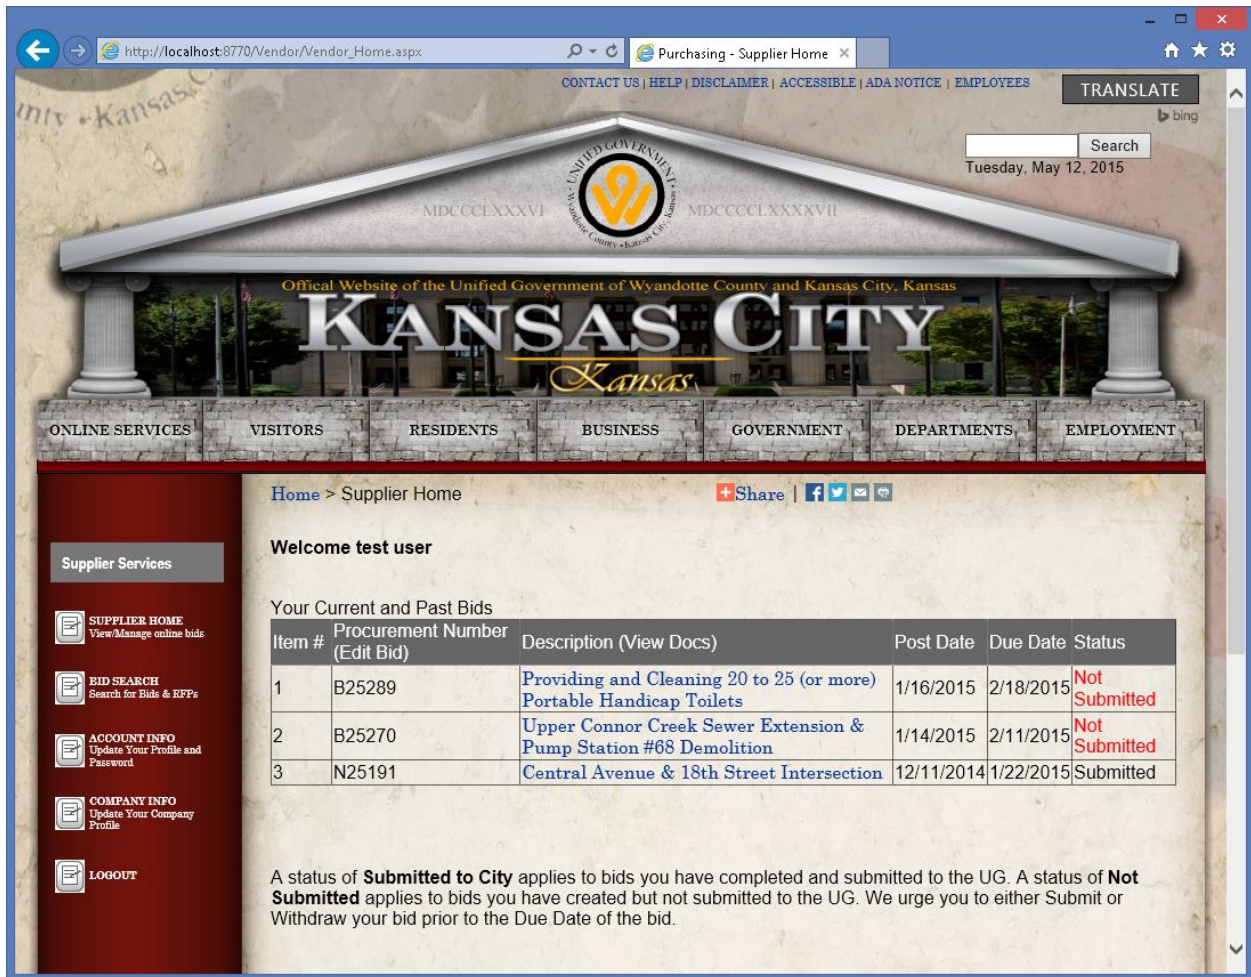 http://localhost:8770/Vendor/Vendor_Home.aspx
Purchasing - Supplier Home
CONTACT US | HELP | DISCLAIMER | ACCESSIBLE | ADA NOTICE | EMPLOYEES
TRANSLATE
bing
Search
Tuesday, May 12, 2015
unty • Kansas
UNIFIED GOVERNMENT
Wyandotte County • Kansas City, Kansas
MDCCCLXXXVI
MDCCCCLXXXXVII
Offical Website of the Unified Government of Wyandotte County and Kansas City, Kansas
KANSAS CITY
Kansas
ONLINE SERVICES VISITORS RESIDENTS BUSINESS GOVERNMENT DEPARTMENTS EMPLOYMENT
Home > Supplier Home
Share |
Supplier Services
SUPPLIER HOME
View/Manage online bids
BID SEARCH
Search for Bids & RFPs
ACCOUNT INFO
Update Your Profile and
Password
COMPANY INFO
Update Your Company
Profile
LOGOUT
Welcome test user
Your Current and Past Bids
Item # Procurement Number (Edit Bid) Description (View Docs) Post Date Due Date Status
1 B25289 Providing and Cleaning 20 to 25 (or more) Portable Handicap Toilets 1/16/2015 2/18/2015 Not Submitted
2 B25270 Upper Connor Creek Sewer Extension & Pump Station #68 Demolition 1/14/2015 2/11/2015 Not Submitted
3 N25191 Central Avenue & 18th Street Intersection 12/11/2014 1/22/2015 Submitted
A status of Submitted to City applies to bids you have completed and submitted to the UG. A status of Not
Submitted applies to bids you have created but not submitted to the UG. We urge you to either Submit or
Withdraw your bid prior to the Due Date of the bid.